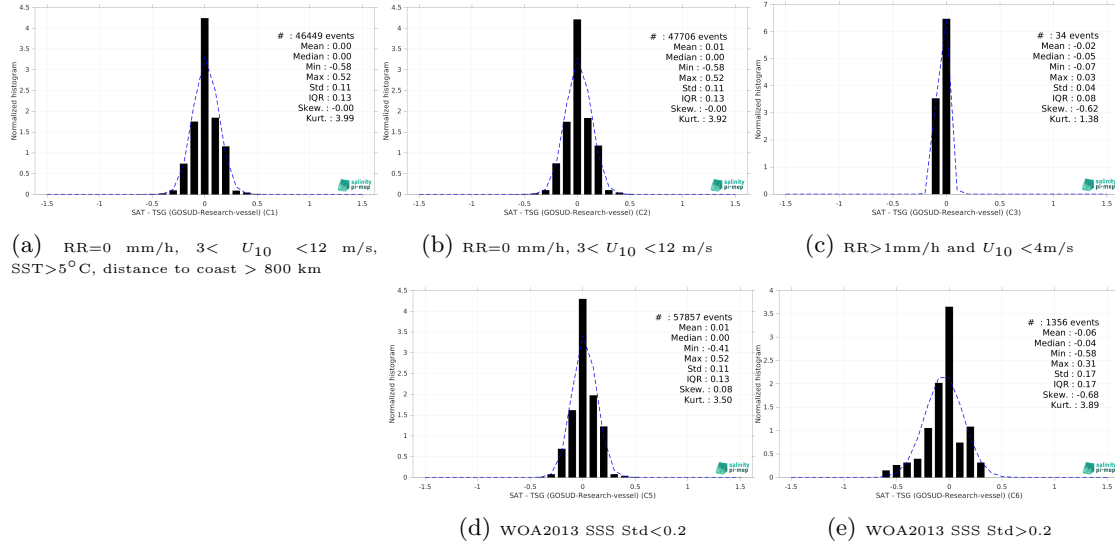 4.5
4
3.5
3
2.5
2
1.5
1
0.5
0
Normalized histogram
# : 46449 events
Mean : 0.00
Median : 0.00
Min : -0.58
Max : 0.52
Std : 0.11
IQR : 0.13
Skew. : -0.00
Kurt. : 3.99
salinity
pi-mep
-1.5 -1 -0.5 0 0.5 1 1.5
SAT - TSG (GOSUD-Research-vessel) (C1)
(a) RR=0 mm/h, 3< U10 <12 m/s,
SST>5°C, distance to coast > 800 km
4.5
4
3.5
3
2.5
2
1.5
1
0.5
0
Normalized histogram
# : 47706 events
Mean : 0.01
Median : 0.00
Min : -0.58
Max : 0.52
Std : 0.11
IQR : 0.13
Skew. : -0.00
Kurt. : 3.92
salinity
pi-mep
-1.5 -1 -0.5 0 0.5 1 1.5
SAT - TSG (GOSUD-Research-vessel) (C2)
(b) RR=0 mm/h, 3< U10 <12 m/s
7
6
5
4
3
2
1
0
Normalized histogram
# : 34 events
Mean : -0.02
Median : -0.05
Min : -0.07
Max : 0.03
Std : 0.04
IQR : 0.08
Skew. : -0.62
Kurt. : 1.38
salinity
pi-mep
-1.5 -1 -0.5 0 0.5 1 1.5
SAT - TSG (GOSUD-Research-vessel) (C3)
(c) RR>1mm/h and U10 <4m/s
4.5
4
3.5
3
2.5
2
1.5
1
0.5
0
Normalized histogram
# : 57857 events
Mean : 0.01
Median : 0.00
Min : -0.41
Max : 0.52
Std : 0.11
IQR : 0.13
Skew. : 0.08
Kurt. : 3.50
salinity
pi-mep
-1.5 -1 -0.5 0 0.5 1 1.5
SAT - TSG (GOSUD-Research-vessel) (C5)
(d) WOA2013 SSS Std<0.2
4
3.5
3
2.5
2
1.5
1
0.5
0
Normalized histogram
# : 1356 events
Mean : -0.06
Median : -0.04
Min : -0.58
Max : 0.31
Std : 0.17
IQR : 0.17
Skew. : -0.68
Kurt. : 3.89
salinity
pi-mep
-1.5 -1 -0.5 0 0.5 1 1.5
SAT - TSG (GOSUD-Research-vessel) (C6)
(e) WOA2013 SSS Std>0.2